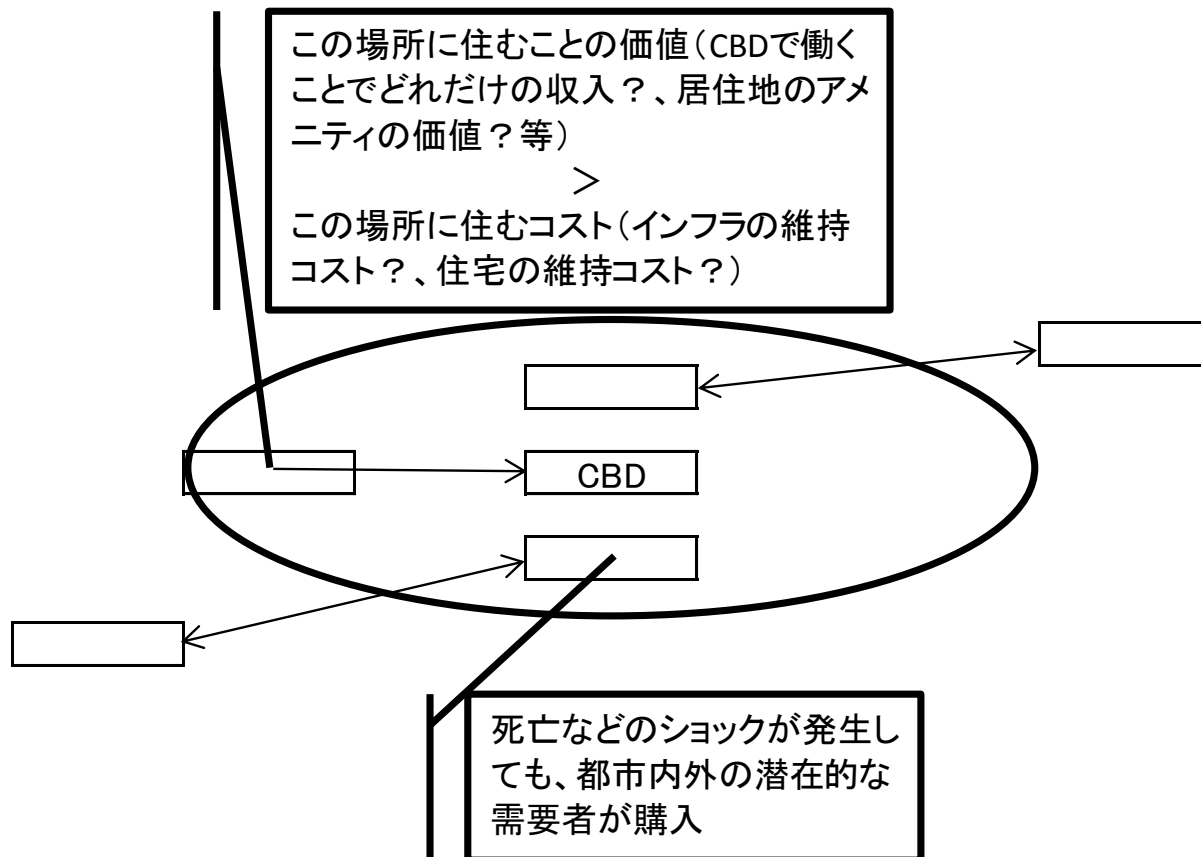 この場所に住むことの価値（CBDで働く
ことでどれだけの収入？、居住地のアメ
ニティの価値？等）
＞
この場所に住むコスト（インフラの維持
コスト？、住宅の維持コスト？）
CBD
死亡などのショックが発生し
ても、都市内外の潜在的な
需要者が購入